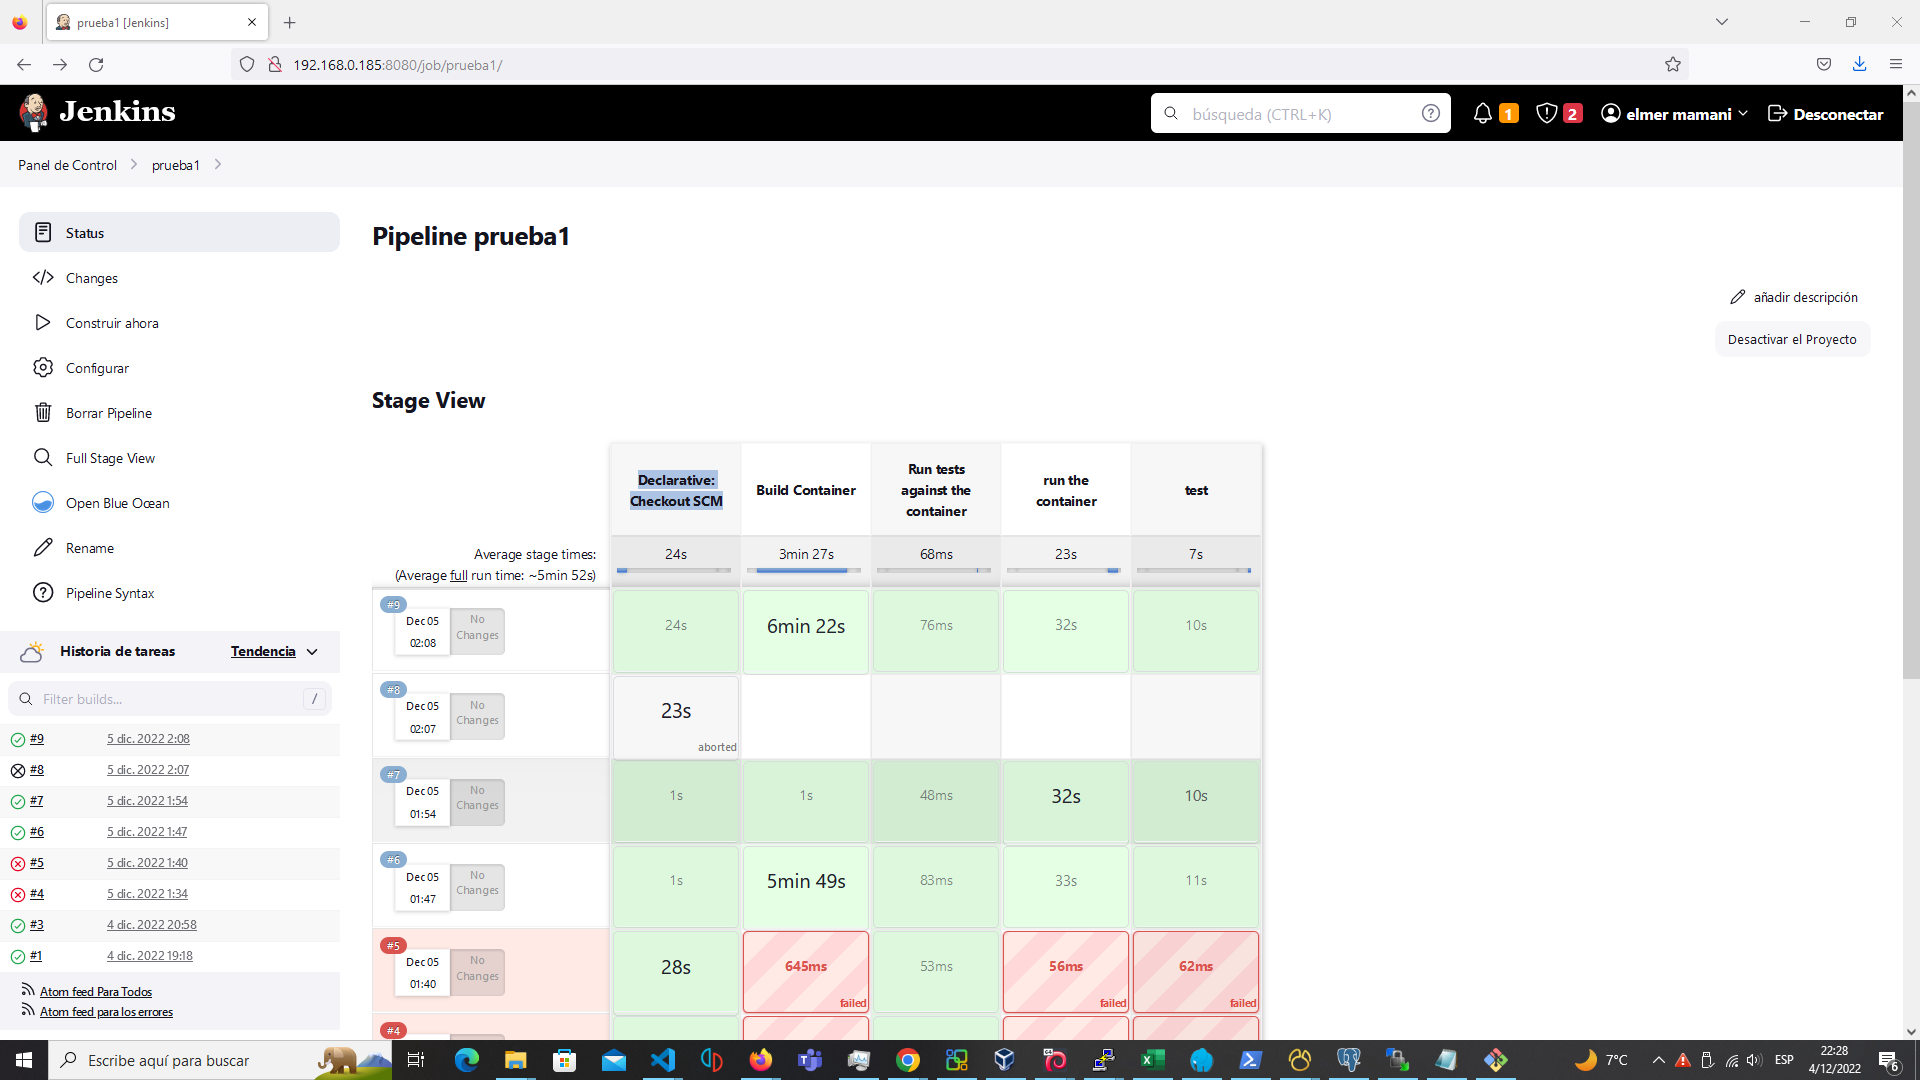 prueba1 [Jenkins]
192.168.0.185:8080/job/prueba1/
Jenkins
búsqueda (CTRL+K)
1
2
elmer mamani
Desconectar
Panel de Control
prueba1
Status
Changes
Construir ahora
Configurar
Borrar Pipeline
Full Stage View
Open Blue Ocean
Rename
Pipeline Syntax
Historia de tareas
Tendencia
Filter builds...
/
#9 5 dic. 2022 2:08
#8 5 dic. 2022 2:07
#7 5 dic. 2022 1:54
#6 5 dic. 2022 1:47
#5 5 dic. 2022 1:40
#4 5 dic. 2022 1:34
#3 4 dic. 2022 20:58
#1 4 dic. 2022 19:18
Atom feed Para Todos
Atom feed para los errores
Pipeline prueba1
añadir descripción
Desactivar el Proyecto
Stage View
Declarative:
Checkout SCM
Build Container
Run tests
against the
container
run the
container
test
Average stage times:
(Average full run time: ~5min 52s)
24s
3min 27s
68ms
23s
7s
#9
Dec 05
02:08
No
Changes
24s
6min 22s
76ms
32s
10s
#8
Dec 05
02:07
No
Changes
23s
aborted
#7
Dec 05
01:54
No
Changes
1s
1s
48ms
32s
10s
#6
Dec 05
01:47
No
Changes
1s
5min 49s
83ms
33s
11s
#5
Dec 05
01:40
No
Changes
28s
645ms
failed
53ms
56ms
failed
62ms
failed
#4
Escribe aquí para buscar
7°C
ESP
22:28
4/12/2022
6